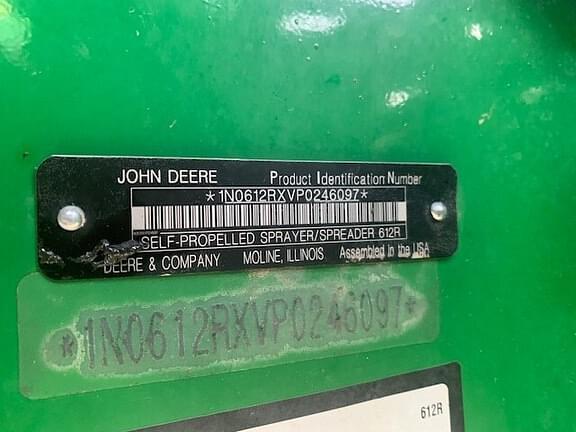 JOHN DEERE Product Identification Number
*1N0612RXVP0246097*
SELF-PROPELLED SPRAYER/SPREADER 612R
DEERE & COMPANY MOLINE, ILLINOIS Assembled in the USA
*1N0612RXVP0246097*
612R